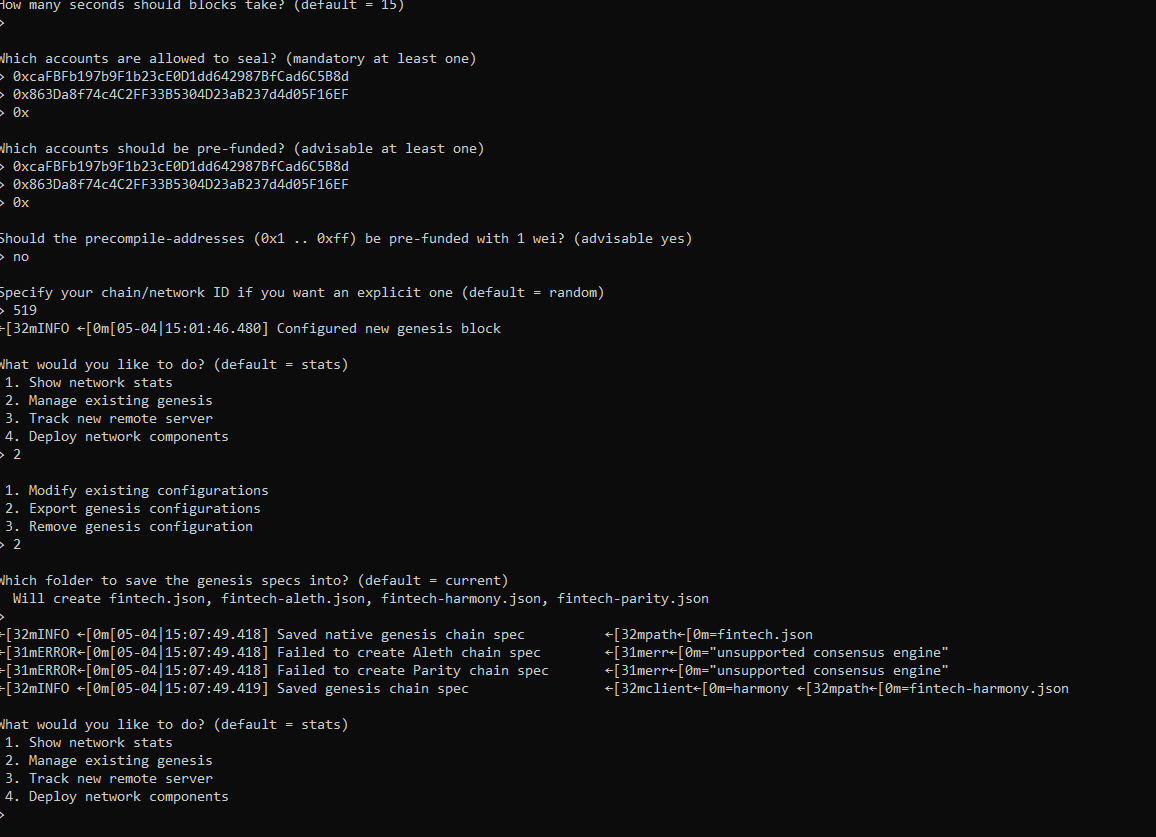 How many seconds should blocks take? (default = 15)
>
Which accounts are allowed to seal? (mandatory at least one)
> 0xcaFBFb197b9F1b23cE0D1dd642987BfCad6C5B8d
> 0x863Da8f74c4C2FF33B5304D23aB237d4d05F16EF
> 0x
Which accounts should be pre-funded? (advisable at least one)
> 0xcaFBFb197b9F1b23cE0D1dd642987BfCad6C5B8d
> 0x863Da8f74c4C2FF33B5304D23aB237d4d05F16EF
> 0x
Should the precompile-addresses (0x1 .. 0xff) be pre-funded with 1 wei? (advisable yes)
> no
Specify your chain/network ID if you want an explicit one (default = random)
> 519
←[32mINFO ←[0m[05-04|15:01:46.480] Configured new genesis block
What would you like to do? (default = stats)
1. Show network stats
2. Manage existing genesis
3. Track new remote server
4. Deploy network components
> 2
1. Modify existing configurations
2. Export genesis configurations
3. Remove genesis configuration
> 2
Which folder to save the genesis specs into? (default = current)
Will create fintech.json, fintech-aleth.json, fintech-harmony.json, fintech-parity.json
>
←[32mINFO ←[0m[05-04|15:07:49.418] Saved native genesis chain spec ←[32mpath←[0m=fintech.json
←[31mERROR←[0m[05-04|15:07:49.418] Failed to create Aleth chain spec ←[31merr←[0m="unsupported consensus engine"
←[31mERROR←[0m[05-04|15:07:49.418] Failed to create Parity chain spec ←[31merr←[0m="unsupported consensus engine"
←[32mINFO ←[0m[05-04|15:07:49.419] Saved genesis chain spec ←[32mclient←[0m=harmony ←[32mpath←[0m=fintech-harmony.json
What would you like to do? (default = stats)
1. Show network stats
2. Manage existing genesis
3. Track new remote server
4. Deploy network components
>